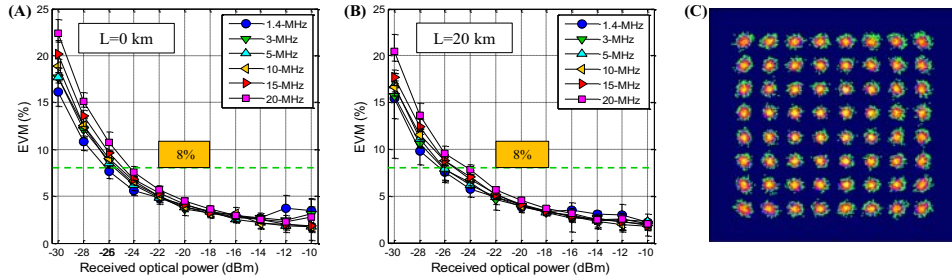 (A)
25
20
15
10
5
0
EVM (%)
L=0 km
1.4-MHz
3-MHz
5-MHz
10-MHz
15-MHz
20-MHz
8%
-30 -28 -26 -24 -22 -20 -18 -16 -14 -12 -10
Received optical power (dBm)
(B)
25
20
15
10
5
0
EVM (%)
L=20 km
1.4-MHz
3-MHz
5-MHz
10-MHz
15-MHz
20-MHz
8%
-30 -28 -26 -24 -22 -20 -18 -16 -14 -12 -10
Received optical power (dBm)
(C)